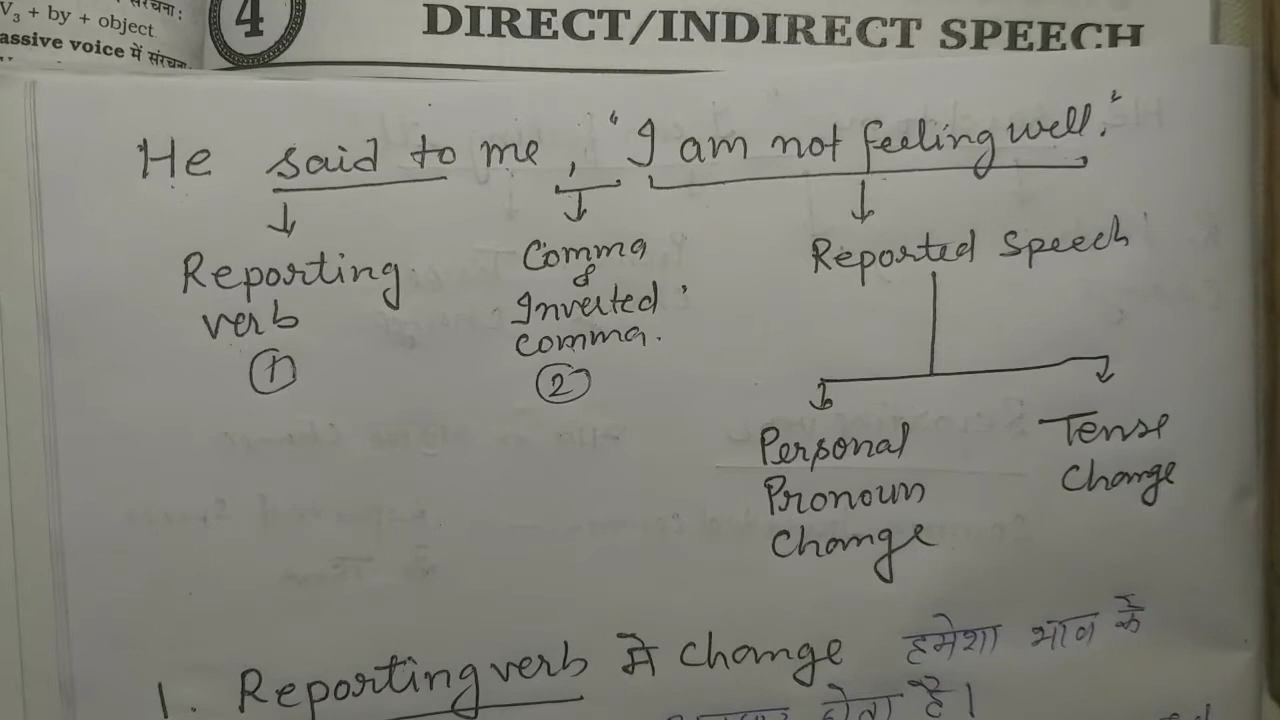 संरचना :
V3 + by + object
assive voice में संरचना
4
DIRECT/INDIRECT SPEECH
He said to me, "I am not feeling well."
Reporting verb
1
Comma & Inverted comma.
2
Reported Speech
Personal Pronoun Change
Tense Change
1. Reporting verb मे change हमेशा भाव के
होता है।